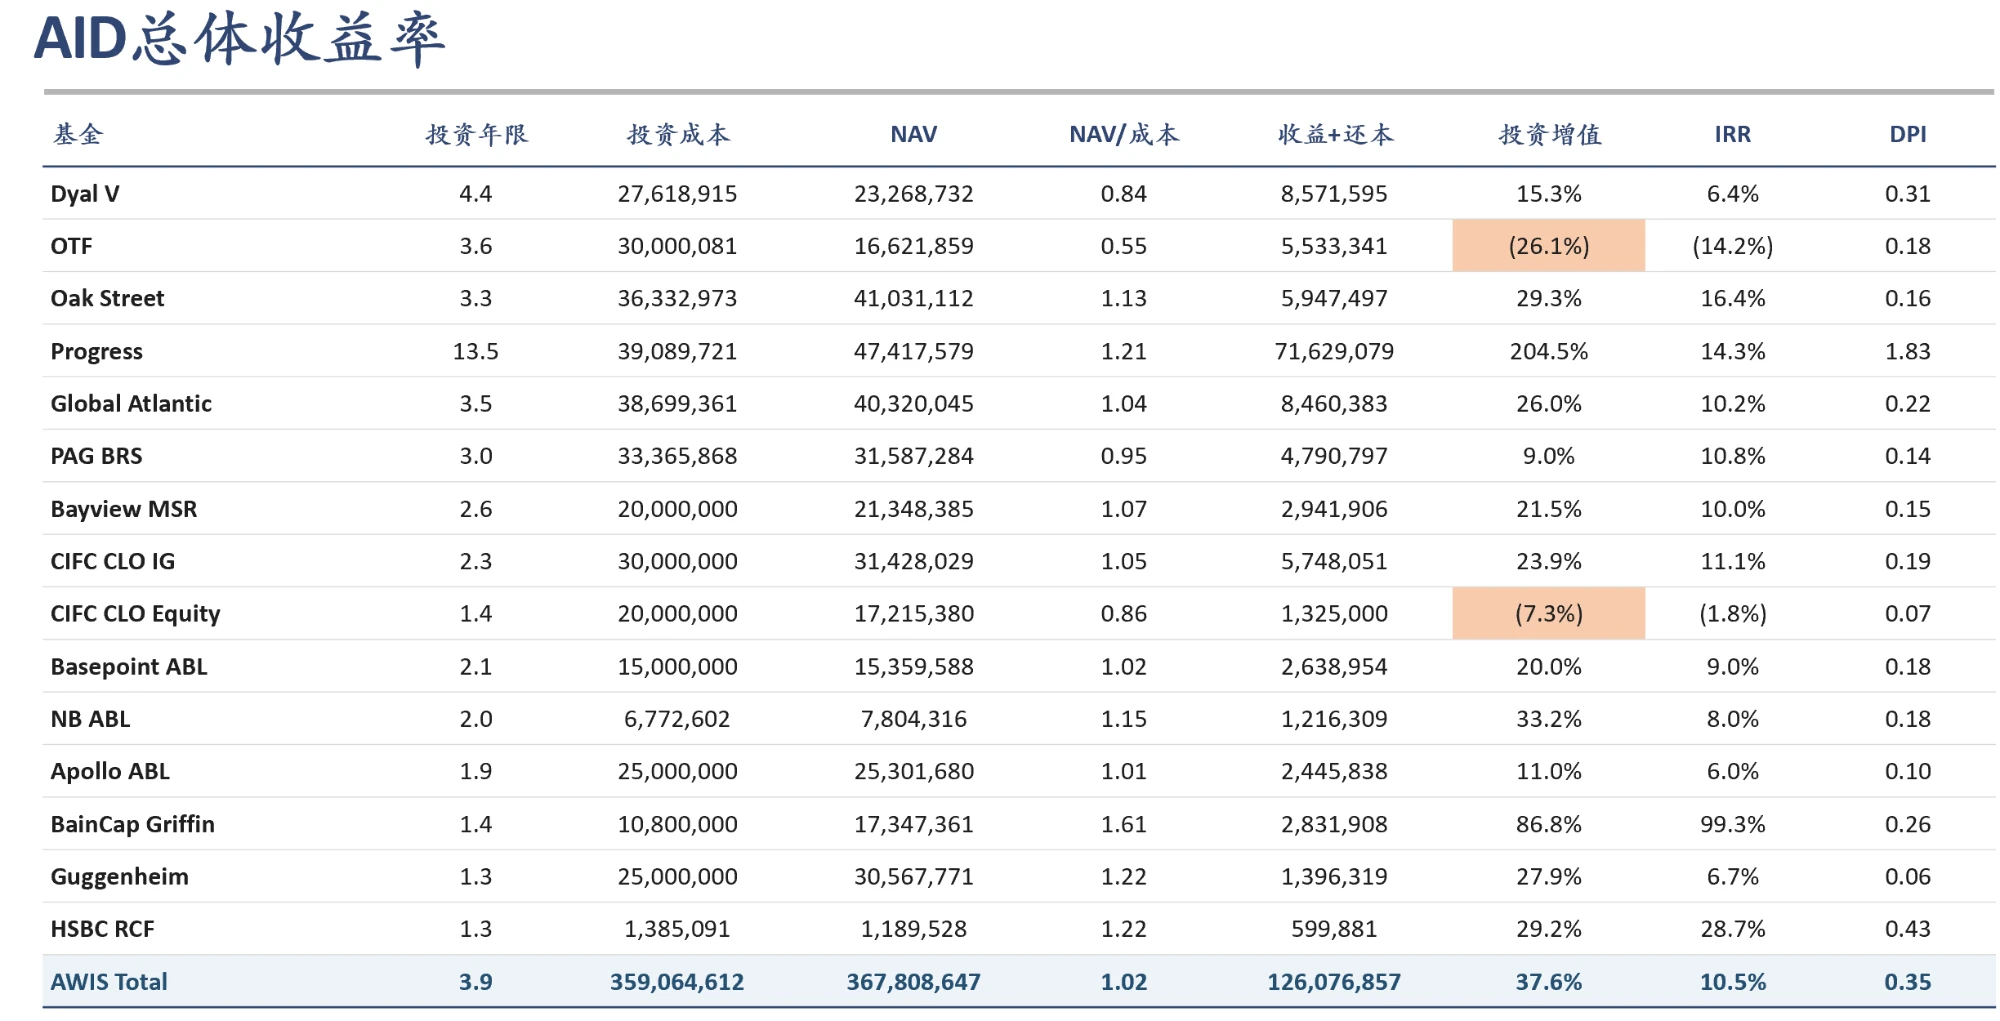 AID总体收益率
基金 投资年限 投资成本 NAV NAV/成本 收益+还本 投资增值 IRR DPI
Dyal V 4.4 27,618,915 23,268,732 0.84 8,571,595 15.3% 6.4% 0.31
OTF 3.6 30,000,081 16,621,859 0.55 5,533,341 (26.1%) (14.2%) 0.18
Oak Street 3.3 36,332,973 41,031,112 1.13 5,947,497 29.3% 16.4% 0.16
Progress 13.5 39,089,721 47,417,579 1.21 71,629,079 204.5% 14.3% 1.83
Global Atlantic 3.5 38,699,361 40,320,045 1.04 8,460,383 26.0% 10.2% 0.22
PAG BRS 3.0 33,365,868 31,587,284 0.95 4,790,797 9.0% 10.8% 0.14
Bayview MSR 2.6 20,000,000 21,348,385 1.07 2,941,906 21.5% 10.0% 0.15
CIFC CLO IG 2.3 30,000,000 31,428,029 1.05 5,748,051 23.9% 11.1% 0.19
CIFC CLO Equity 1.4 20,000,000 17,215,380 0.86 1,325,000 (7.3%) (1.8%) 0.07
Basepoint ABL 2.1 15,000,000 15,359,588 1.02 2,638,954 20.0% 9.0% 0.18
NB ABL 2.0 6,772,602 7,804,316 1.15 1,216,309 33.2% 8.0% 0.18
Apollo ABL 1.9 25,000,000 25,301,680 1.01 2,445,838 11.0% 6.0% 0.10
BainCap Griffin 1.4 10,800,000 17,347,361 1.61 2,831,908 86.8% 99.3% 0.26
Guggenheim 1.3 25,000,000 30,567,771 1.22 1,396,319 27.9% 6.7% 0.06
HSBC RCF 1.3 1,385,091 1,189,528 1.22 599,881 29.2% 28.7% 0.43
AWIS Total 3.9 359,064,612 367,808,647 1.02 126,076,857 37.6% 10.5% 0.35